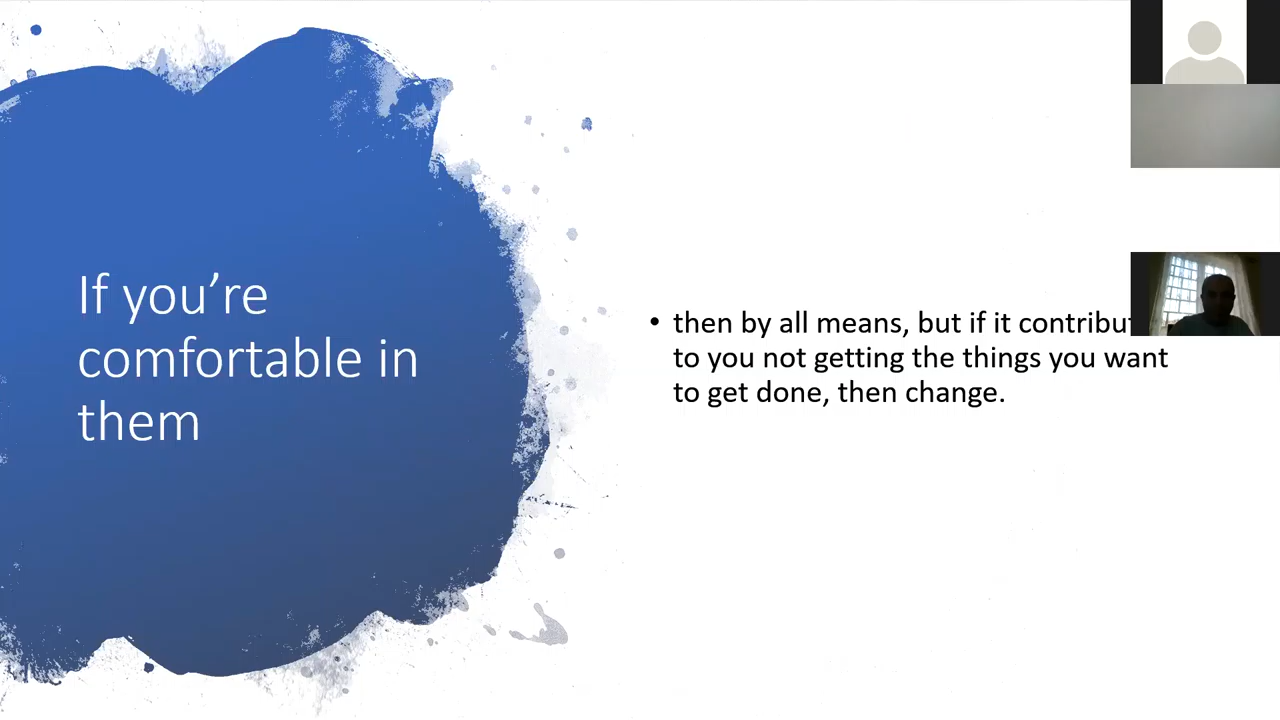 If you’re
comfortable in
them
• then by all means, but if it
to you not getting the things you want
to get done, then change.